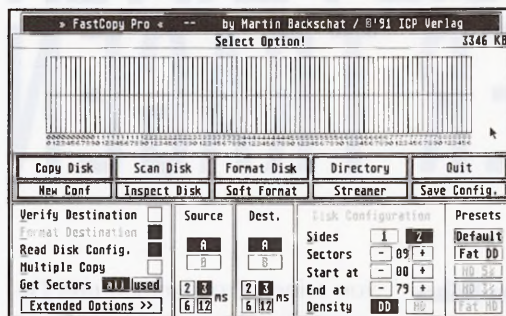 » FastCopy Pro « -- by Martin Backschat / '91 ICP Verlag
Select Option! 3346 KB
Copy Disk Scan Disk Format Disk Directory Quit
New Conf Inspect Disk Soft Format Streamer Save Config.
Verify Destination
Format Destination
Read Disk Config.
Multiple Copy
Get Sectors all used
Extended Options >>
Source
A
B
2 3
6 12 ms
Dest.
A
B
2 3
6 12 ms
Disk Configuration
Sides 1 2
Sectors - 09 +
Start at - 00 +
End at - 79 +
Density DD HD
Presets
Default
Fat DD
HD 5¼
HD 3½
Fat HD